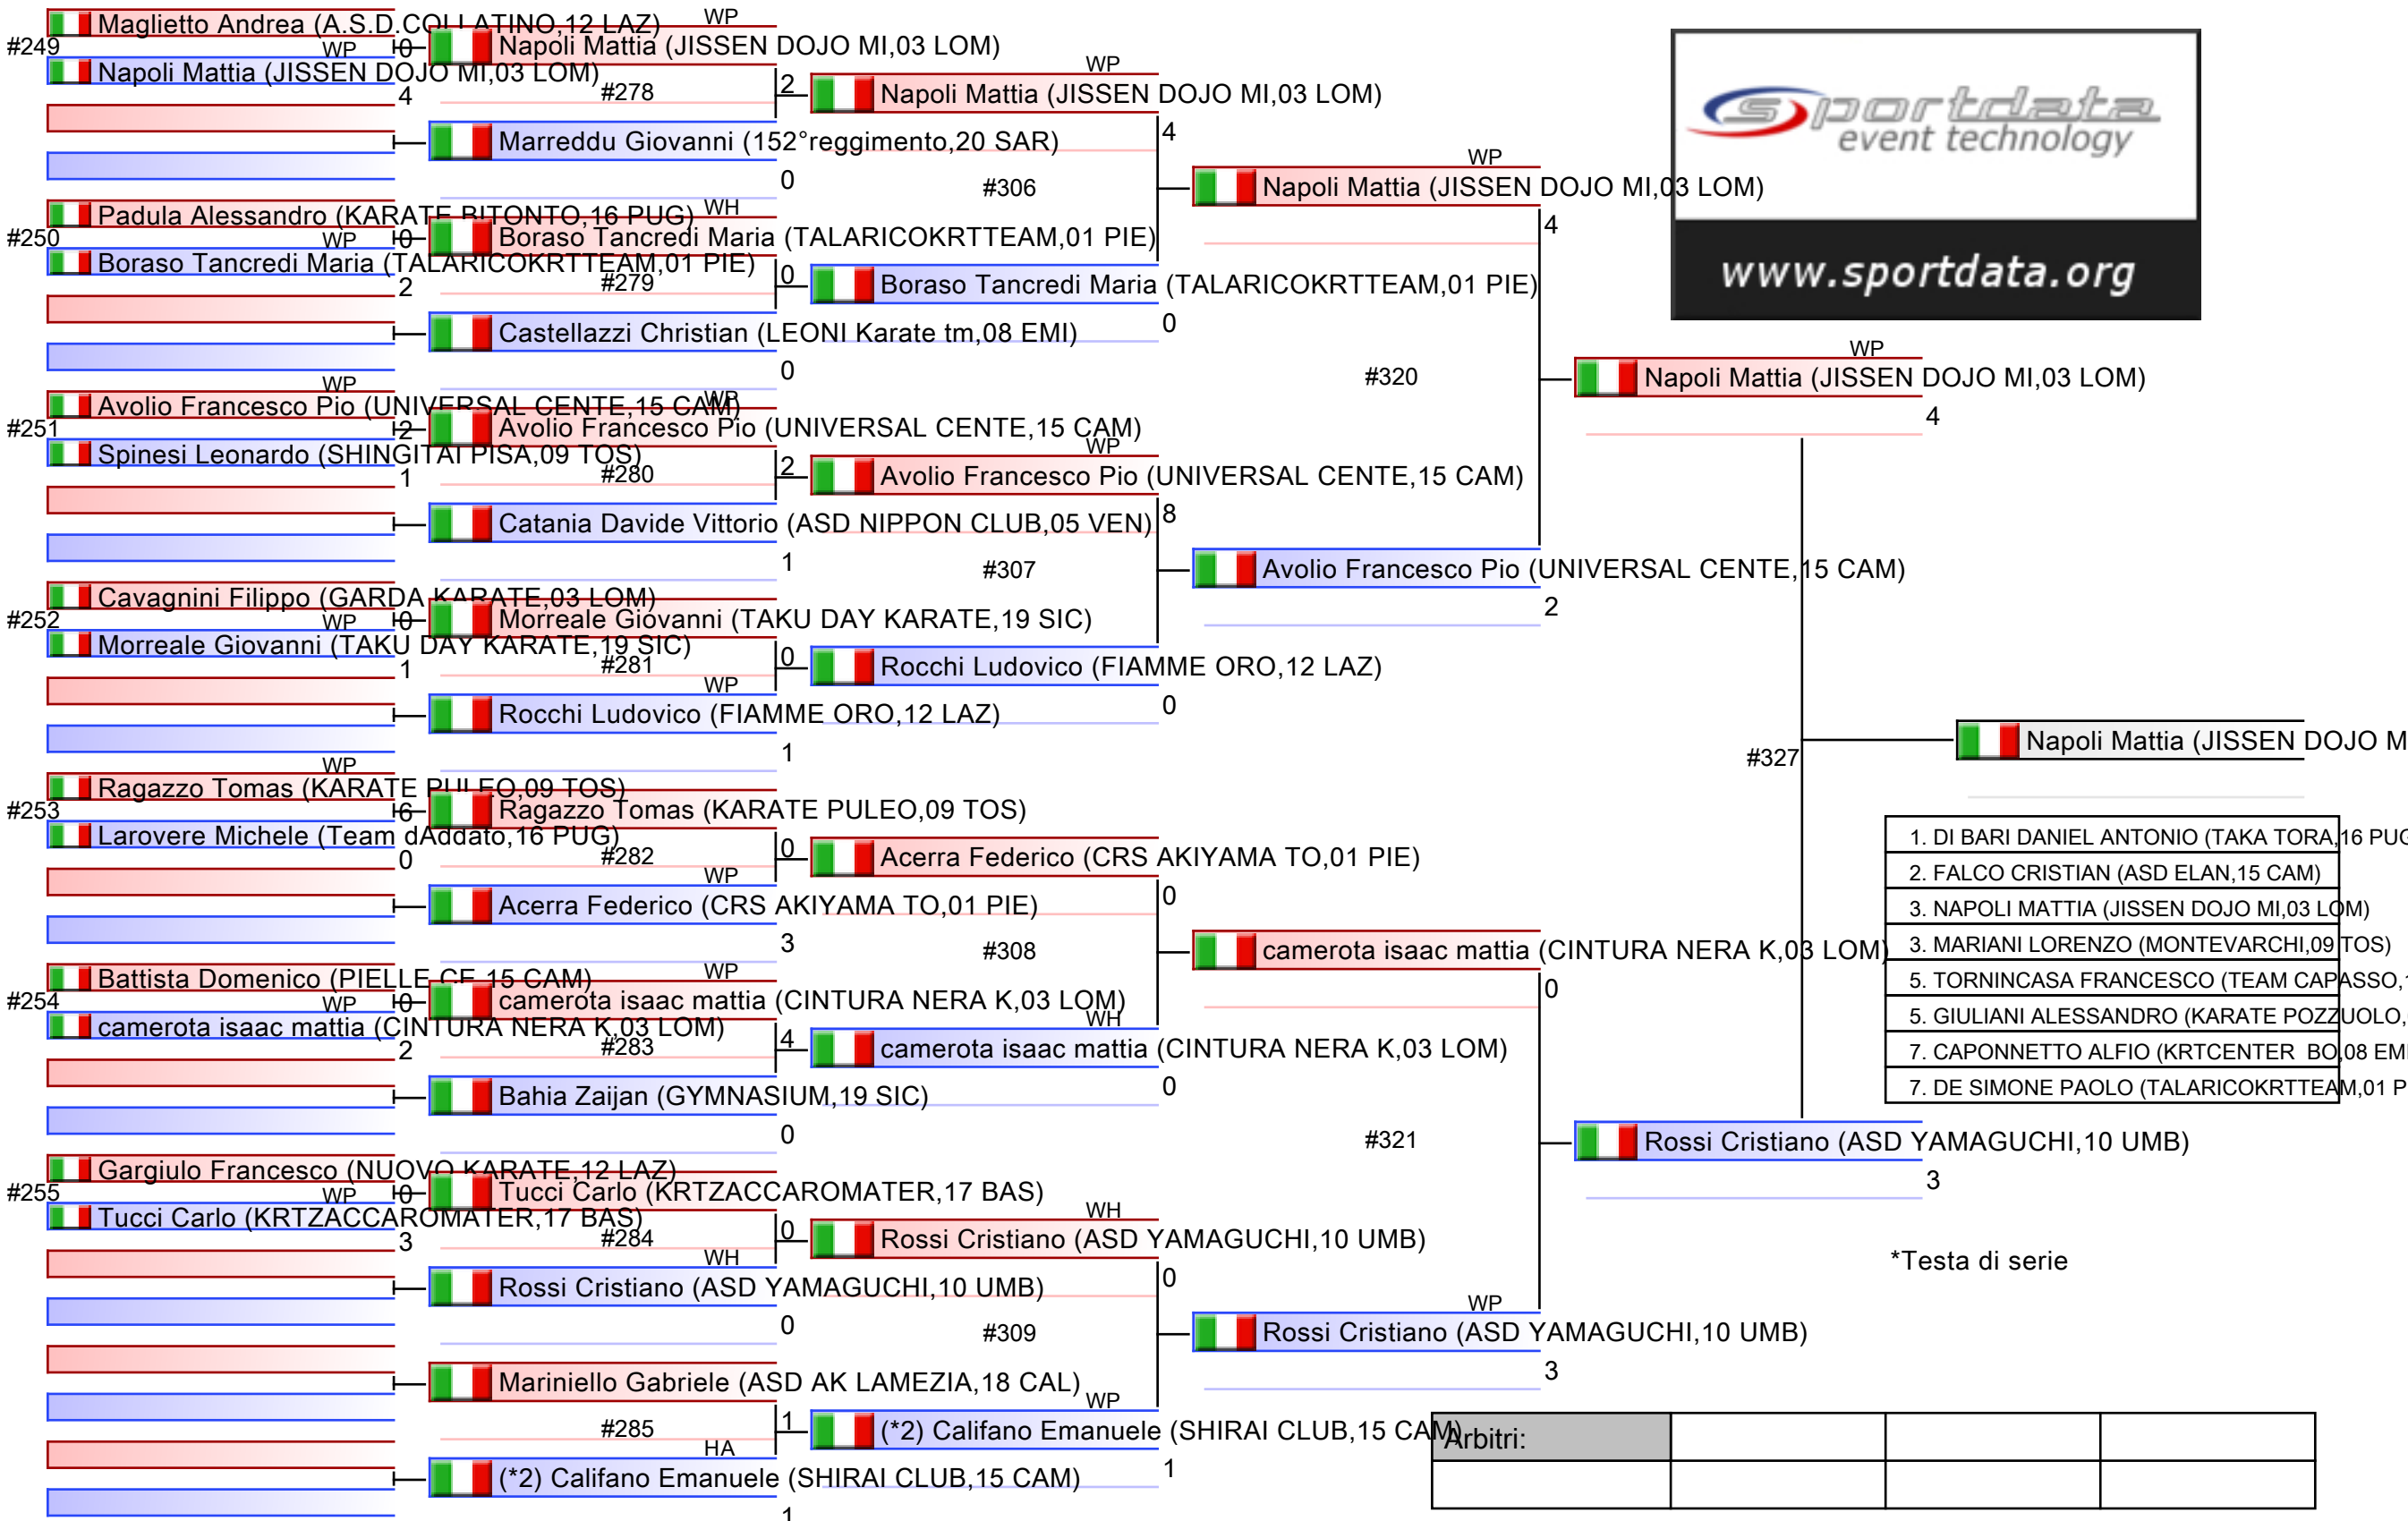 #249
Maglietto Andrea (A.S.D.COLLATINO,12 LAZ)
0
WP
Napoli Mattia (JISSEN DOJO MI,03 LOM)
4
#250
Padula Alessandro (KARATE BITONTO,16 PUG)
0
WP
Boraso Tancredi Maria (TALARICOKRTTEAM,01 PIE)
2
#251
WP
Avolio Francesco Pio (UNIVERSAL CENTE,15 CAM)
2
Spinesi Leonardo (SHINGITAI PISA,09 TOS)
1
#252
Cavagnini Filippo (GARDA KARATE,03 LOM)
0
WP
Morreale Giovanni (TAKU DAY KARATE,19 SIC)
1
#253
WP
Ragazzo Tomas (KARATE PULEO,09 TOS)
6
Larovere Michele (Team dAddato,16 PUG)
0
#254
Battista Domenico (PIELLE CE,15 CAM)
0
WP
camerota isaac mattia (CINTURA NERA K,03 LOM)
2
#255
Gargiulo Francesco (NUOVO KARATE,12 LAZ)
0
WP
Tucci Carlo (KRTZACCAROMATER,17 BAS)
3
WP
Napoli Mattia (JISSEN DOJO MI,03 LOM)
2
#278
Marreddu Giovanni (152°reggimento,20 SAR)
0
WH
Boraso Tancredi Maria (TALARICOKRTTEAM,01 PIE)
0
#279
Castellazzi Christian (LEONI Karate tm,08 EMI)
0
WP
Avolio Francesco Pio (UNIVERSAL CENTE,15 CAM)
2
#280
Catania Davide Vittorio (ASD NIPPON CLUB,05 VEN)
1
Morreale Giovanni (TAKU DAY KARATE,19 SIC)
0
#281
WP
Rocchi Ludovico (FIAMME ORO,12 LAZ)
1
Ragazzo Tomas (KARATE PULEO,09 TOS)
0
#282
WP
Acerra Federico (CRS AKIYAMA TO,01 PIE)
3
WP
camerota isaac mattia (CINTURA NERA K,03 LOM)
4
#283
Bahia Zaijan (GYMNASIUM,19 SIC)
0
Tucci Carlo (KRTZACCAROMATER,17 BAS)
0
#284
WH
Rossi Cristiano (ASD YAMAGUCHI,10 UMB)
0
Mariniello Gabriele (ASD AK LAMEZIA,18 CAL)
1
#285
HA
(*2) Califano Emanuele (SHIRAI CLUB,15 CAM)
1
WP
Napoli Mattia (JISSEN DOJO MI,03 LOM)
4
#306
Boraso Tancredi Maria (TALARICOKRTTEAM,01 PIE)
0
WP
Avolio Francesco Pio (UNIVERSAL CENTE,15 CAM)
8
#307
Rocchi Ludovico (FIAMME ORO,12 LAZ)
0
Acerra Federico (CRS AKIYAMA TO,01 PIE)
0
#308
WH
camerota isaac mattia (CINTURA NERA K,03 LOM)
0
WH
Rossi Cristiano (ASD YAMAGUCHI,10 UMB)
0
#309
WP
(*2) Califano Emanuele (SHIRAI CLUB,15 CAM)
1
WP
Napoli Mattia (JISSEN DOJO MI,03 LOM)
4
#320
Avolio Francesco Pio (UNIVERSAL CENTE,15 CAM)
2
camerota isaac mattia (CINTURA NERA K,03 LOM)
0
#321
WP
Rossi Cristiano (ASD YAMAGUCHI,10 UMB)
3
WP
Napoli Mattia (JISSEN DOJO MI,03 LOM)
4
#327
Rossi Cristiano (ASD YAMAGUCHI,10 UMB)
3
sportdata
event technology
www.sportdata.org
Napoli Mattia (JISSEN DOJO M
1. DI BARI DANIEL ANTONIO (TAKA TORA,16 PUG
2. FALCO CRISTIAN (ASD ELAN,15 CAM)
3. NAPOLI MATTIA (JISSEN DOJO MI,03 LOM)
3. MARIANI LORENZO (MONTEVARCHI,09 TOS)
5. TORNINCASA FRANCESCO (TEAM CAPASSO,1
5. GIULIANI ALESSANDRO (KARATE POZZUOLO,
7. CAPONNETTO ALFIO (KRTCENTER BO,08 EMI
7. DE SIMONE PAOLO (TALARICOKRTTEAM,01 P
*Testa di serie
Arbitri: